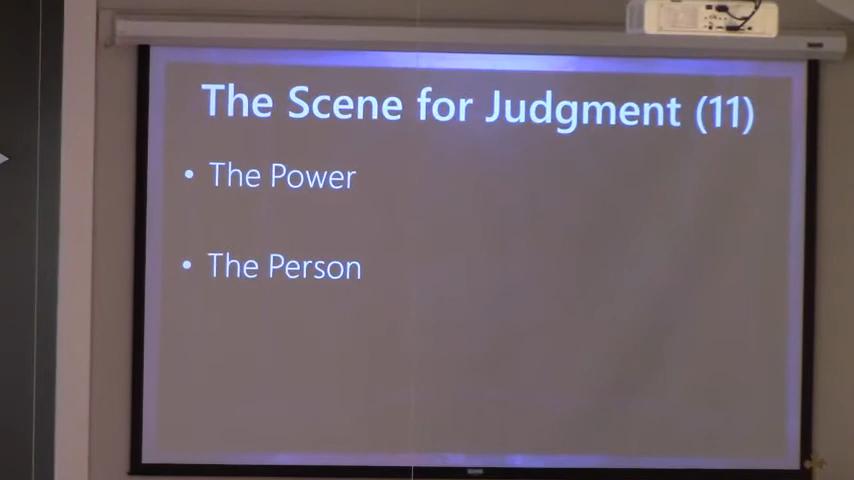 The Scene for Judgment (11)
• The Power
• The Person